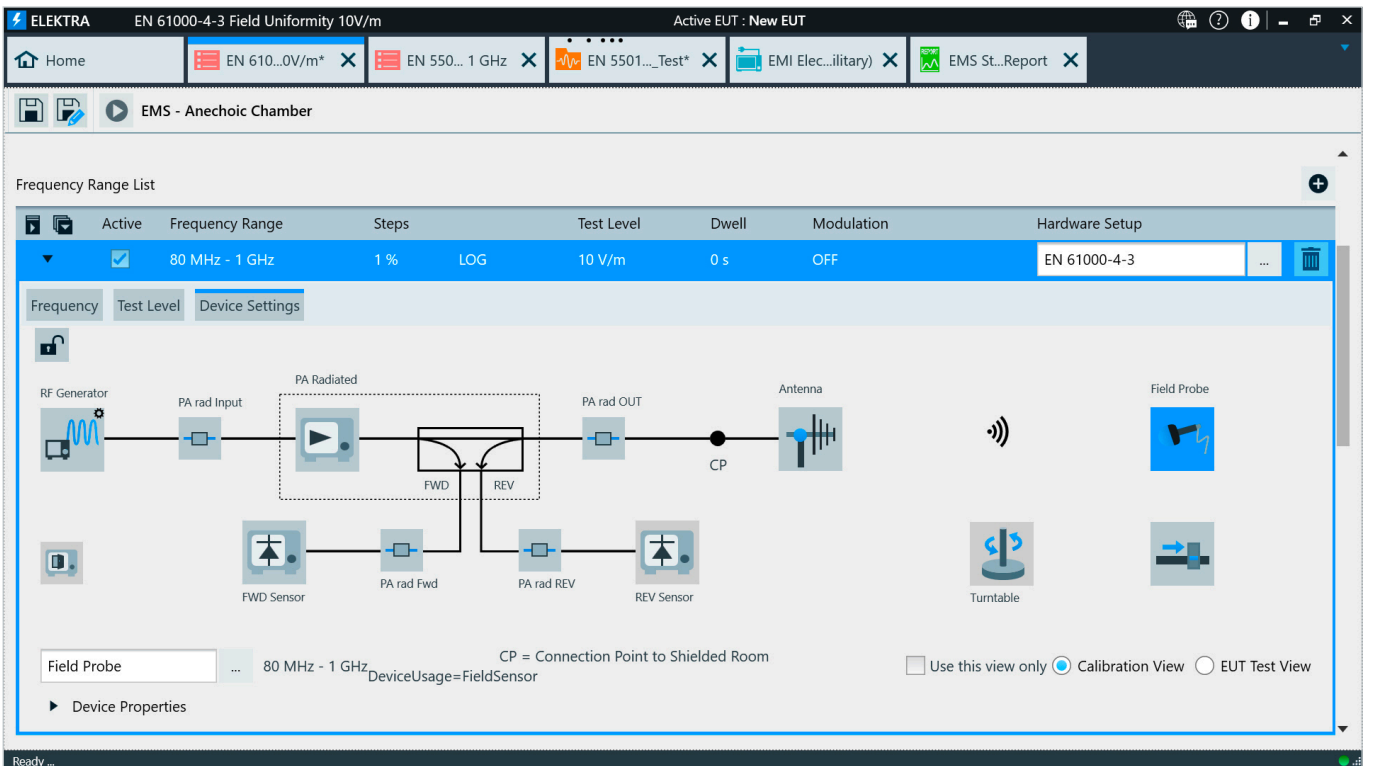 ELEKTRA EN 61000-4-3 Field Uniformity 10V/m Active EUT : New EUT
Home EN 610...0V/m* EN 550... 1 GHz EN 5501..._Test* EMI Elec...ilitary) REPORT EMS St...Report
EMS - Anechoic Chamber
Frequency Range List
Active Frequency Range Steps Test Level Dwell Modulation Hardware Setup
80 MHz - 1 GHz 1 % LOG 10 V/m 0 s OFF EN 61000-4-3 ...
Frequency Test Level Device Settings
PA Radiated
RF Generator PA rad Input PA rad OUT Antenna Field Probe
CP
FWD REV
PA rad Fwd PA rad REV
FWD Sensor REV Sensor Turntable
Field Probe ... 80 MHz - 1 GHz DeviceUsage=FieldSensor CP = Connection Point to Shielded Room Use this view only Calibration View EUT Test View
Device Properties
Ready ...